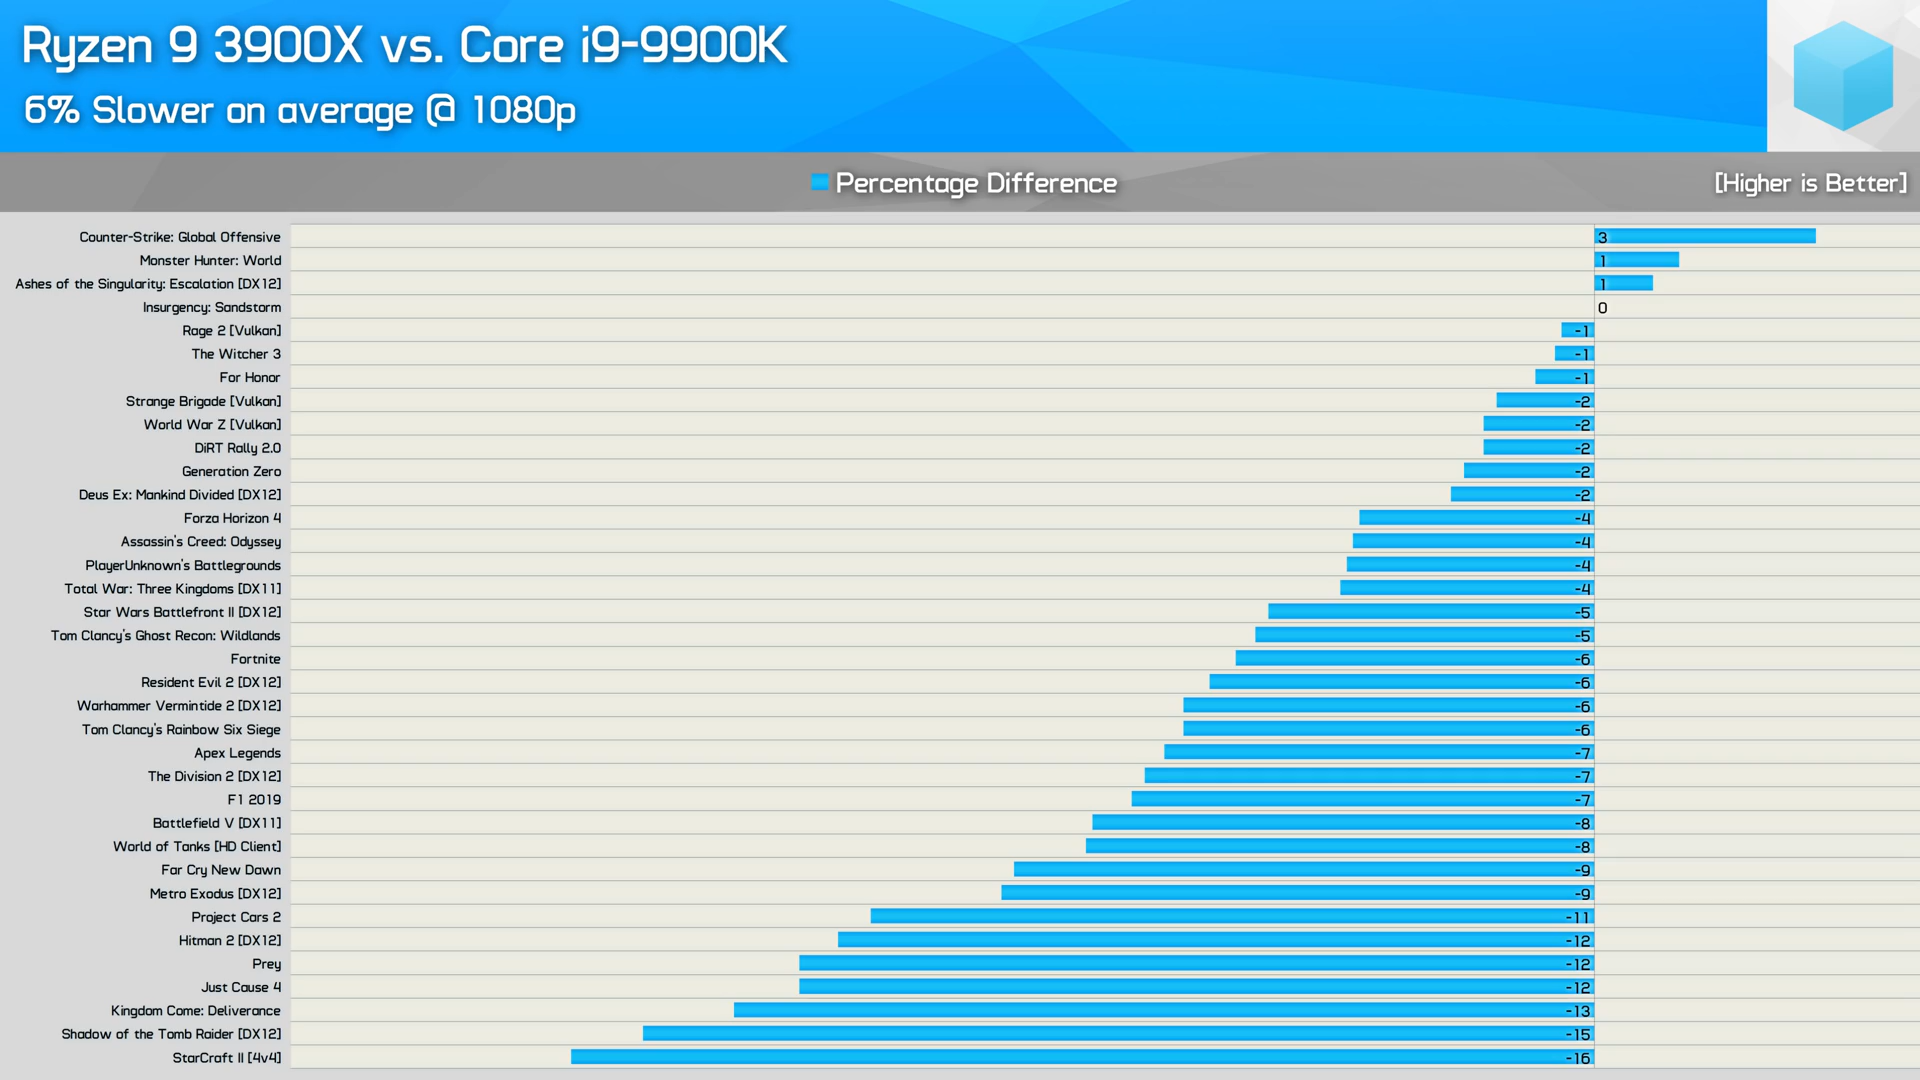 Ryzen 9 3900X vs. Core i9-9900K
6% Slower on average @ 1080p
Percentage Difference
[Higher is Better]
Counter-Strike: Global Offensive 3
Monster Hunter: World 1
Ashes of the Singularity: Escalation [DX12] 1
Insurgency: Sandstorm 0
Rage 2 [Vulkan] -1
The Witcher 3 -1
For Honor -1
Strange Brigade [Vulkan] -2
World War Z [Vulkan] -2
DiRT Rally 2.0 -2
Generation Zero -2
Deus Ex: Mankind Divided [DX12] -2
Forza Horizon 4 -4
Assassin's Creed: Odyssey -4
PlayerUnknown's Battlegrounds -4
Total War: Three Kingdoms [DX11] -4
Star Wars Battlefront II [DX12] -5
Tom Clancy's Ghost Recon: Wildlands -5
Fortnite -6
Resident Evil 2 [DX12] -6
Warhammer Vermintide 2 [DX12] -6
Tom Clancy's Rainbow Six Siege -6
Apex Legends -7
The Division 2 [DX12] -7
F1 2019 -7
Battlefield V [DX11] -8
World of Tanks [HD Client] -8
Far Cry New Dawn -9
Metro Exodus [DX12] -9
Project Cars 2 -11
Hitman 2 [DX12] -12
Prey -12
Just Cause 4 -12
Kingdom Come: Deliverance -13
Shadow of the Tomb Raider [DX12] -15
StarCraft II [4v4] -16